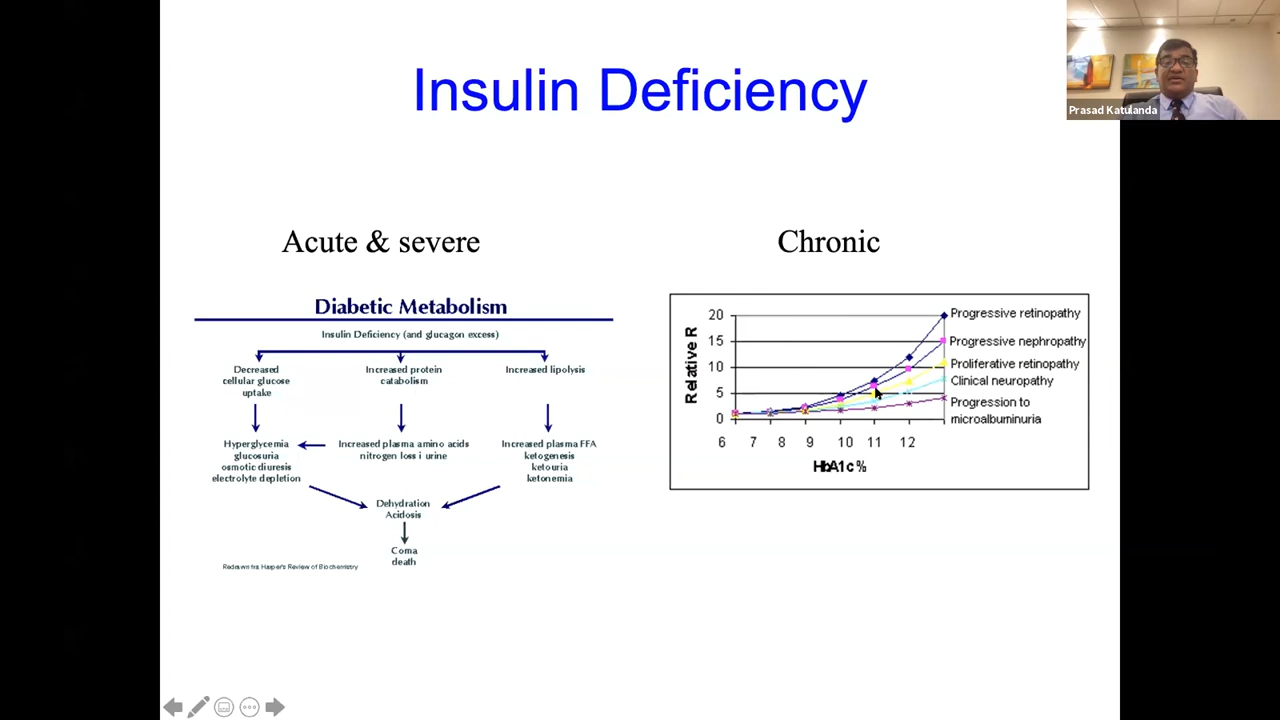 Insulin Deficiency
Prasad Katulanda
Acute & severe
Diabetic Metabolism
Insulin Deficiency (and glucagon excess)
Decreased
cellular glucose
uptake
Increased protein
catabolism
Increased lipolysis
Hyperglycemia
glucosuria
osmotic diuresis
electrolyte depletion
Increased plasma amino acids
nitrogen loss i urine
Increased plasma FFA
ketogenesis
ketouria
ketonemia
Dehydration
Acidosis
Coma
death
Redrawn fra Harper's Review of Biochemistry
Chronic
Relative R
20
15
10
5
0
6 7 8 9 10 11 12
HbA1c %
Progressive retinopathy
Progressive nephropathy
Proliferative retinopathy
Clinical neuropathy
Progression to
microalbuminuria